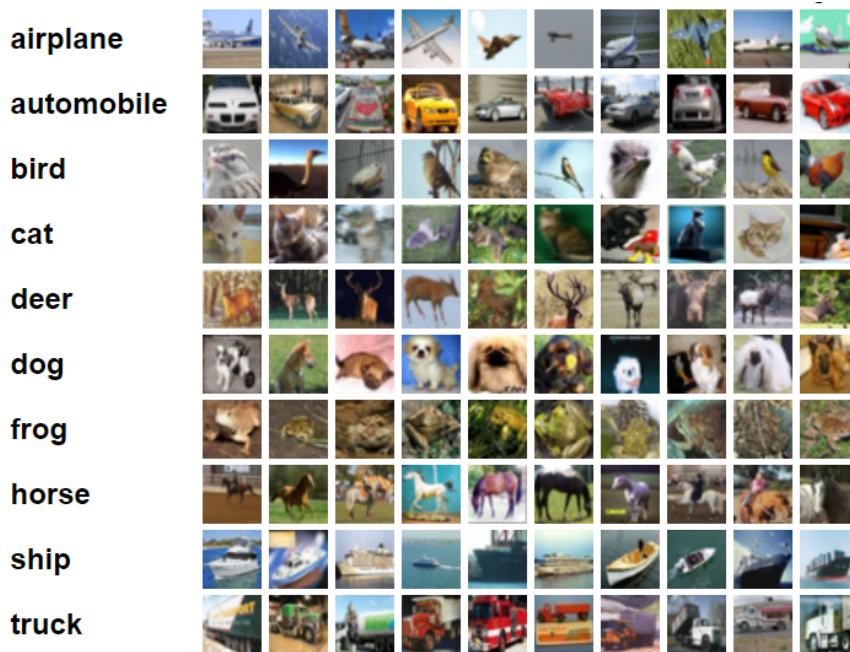 airplane
automobile
bird
cat
deer
dog
frog
horse
ship
truck